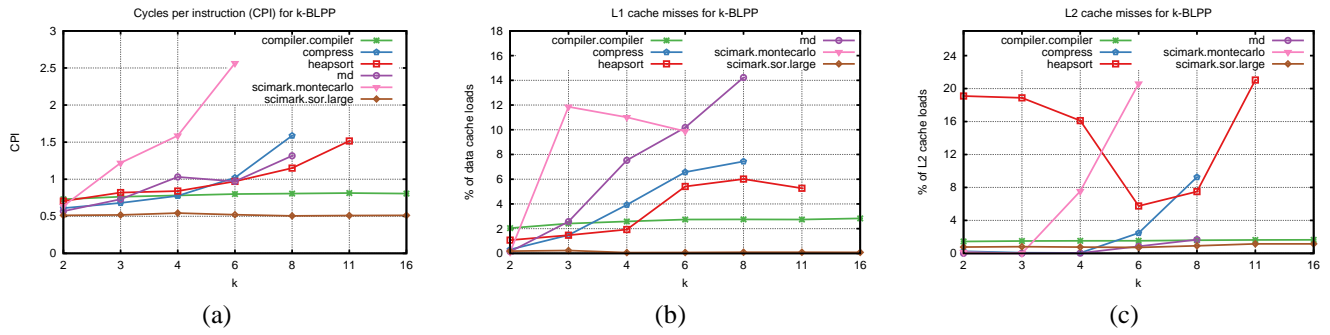 Cycles per instruction (CPI) for k-BLPP
3
2.5
2
1.5
1
0.5
0
CPI
2 3 4 6 8 11 16
k
compiler.compiler
compress
heapsort
md
scimark.montecarlo
scimark.sor.large
(a)
L1 cache misses for k-BLPP
18
16
14
12
10
8
6
4
2
0
% of data cache loads
2 3 4 6 8 11 16
k
compiler.compiler
compress
heapsort
md
scimark.montecarlo
scimark.sor.large
(b)
L2 cache misses for k-BLPP
24
20
16
12
8
4
0
% of L2 cache loads
2 3 4 6 8 11 16
k
compiler.compiler
compress
heapsort
md
scimark.montecarlo
scimark.sor.large
(c)